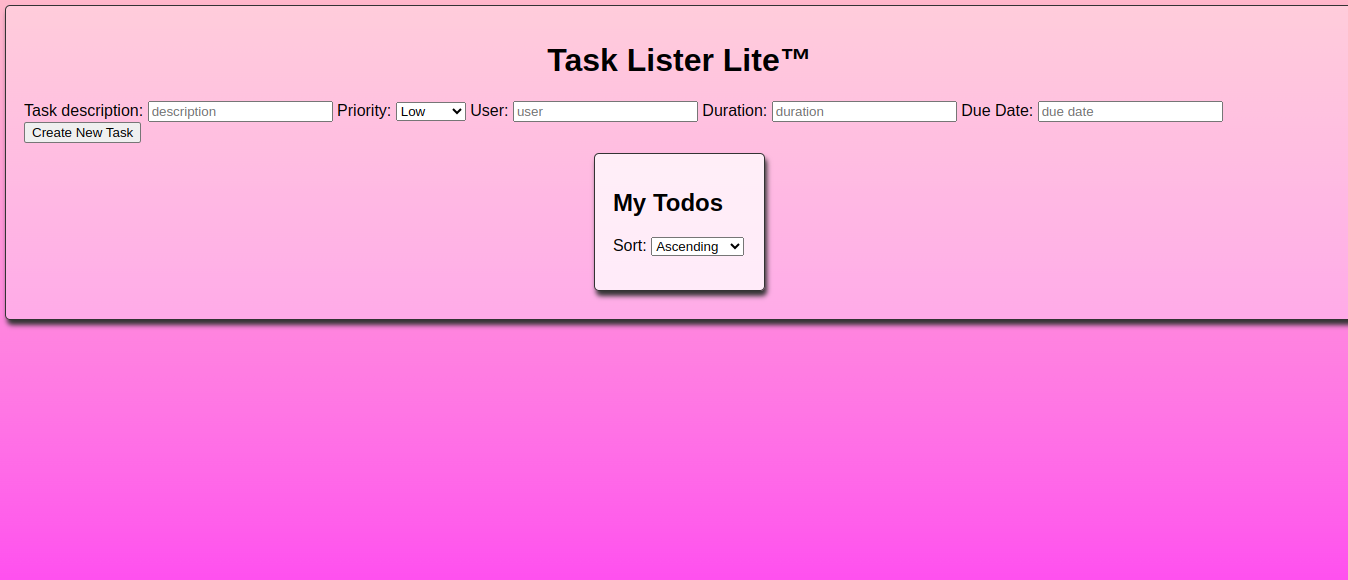 Task Lister Lite™
Task description: description Priority: Low User: user Duration: duration Due Date: due date
Create New Task
My Todos
Sort: Ascending